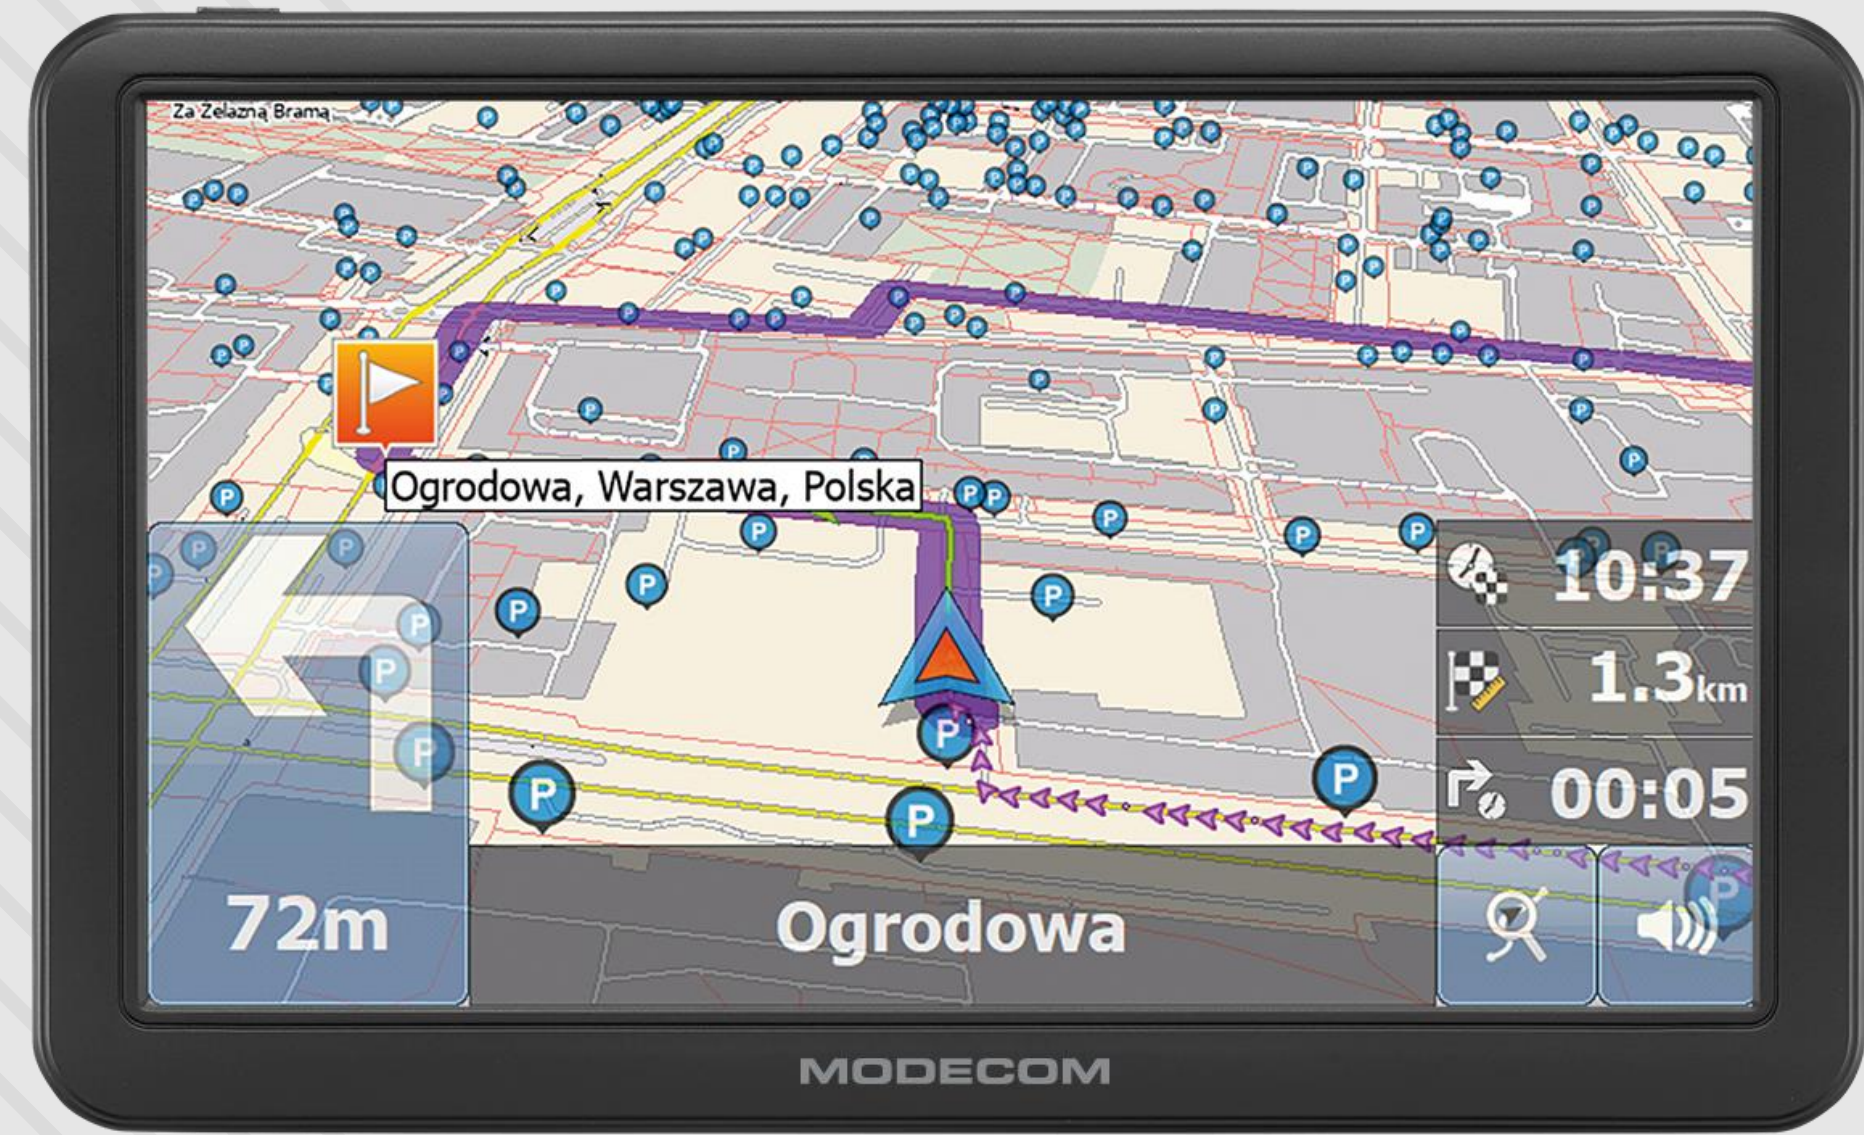 Za Żelazną Bramą
Ogrodowa, Warszawa, Polska
10:37
1.3km
00:05
72m
Ogrodowa
MODECOM